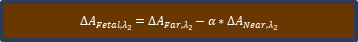 ΔA_{Fetal,λ_2} = ΔA_{Far,λ_2} − α * ΔA_{Near,λ_2}